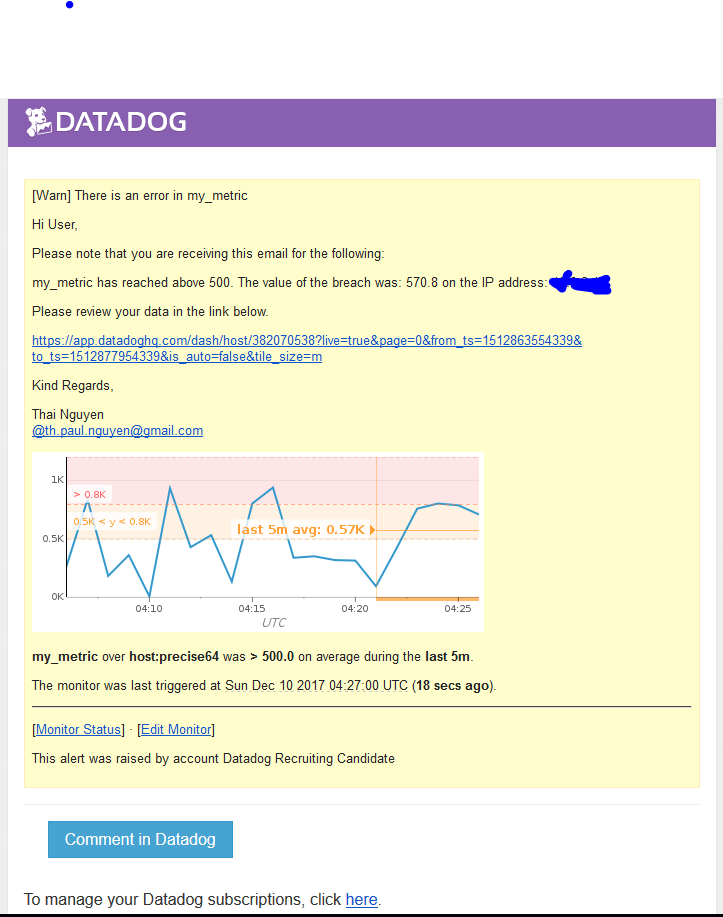 DATADOG
[Warn] There is an error in my_metric
Hi User,
Please note that you are receiving this email for the following:
my_metric has reached above 500. The value of the breach was: 570.8 on the IP address:
Please review your data in the link below.
https://app.datadoghq.com/dash/host/382070538?live=true&page=0&from_ts=1512863554339&
to_ts=1512877954339&is_auto=false&tile_size=m
Kind Regards,
Thai Nguyen
@th.paul.nguyen@gmail.com
1K
> 0.8K
0.5K < y < 0.8K
last 5m avg: 0.57K
0.5K
0K
04:10 04:15 04:20 04:25
UTC
my_metric over host:precise64 was > 500.0 on average during the last 5m.
The monitor was last triggered at Sun Dec 10 2017 04:27:00 UTC (18 secs ago).
[Monitor Status] · [Edit Monitor]
This alert was raised by account Datadog Recruiting Candidate
Comment in Datadog
To manage your Datadog subscriptions, click here.